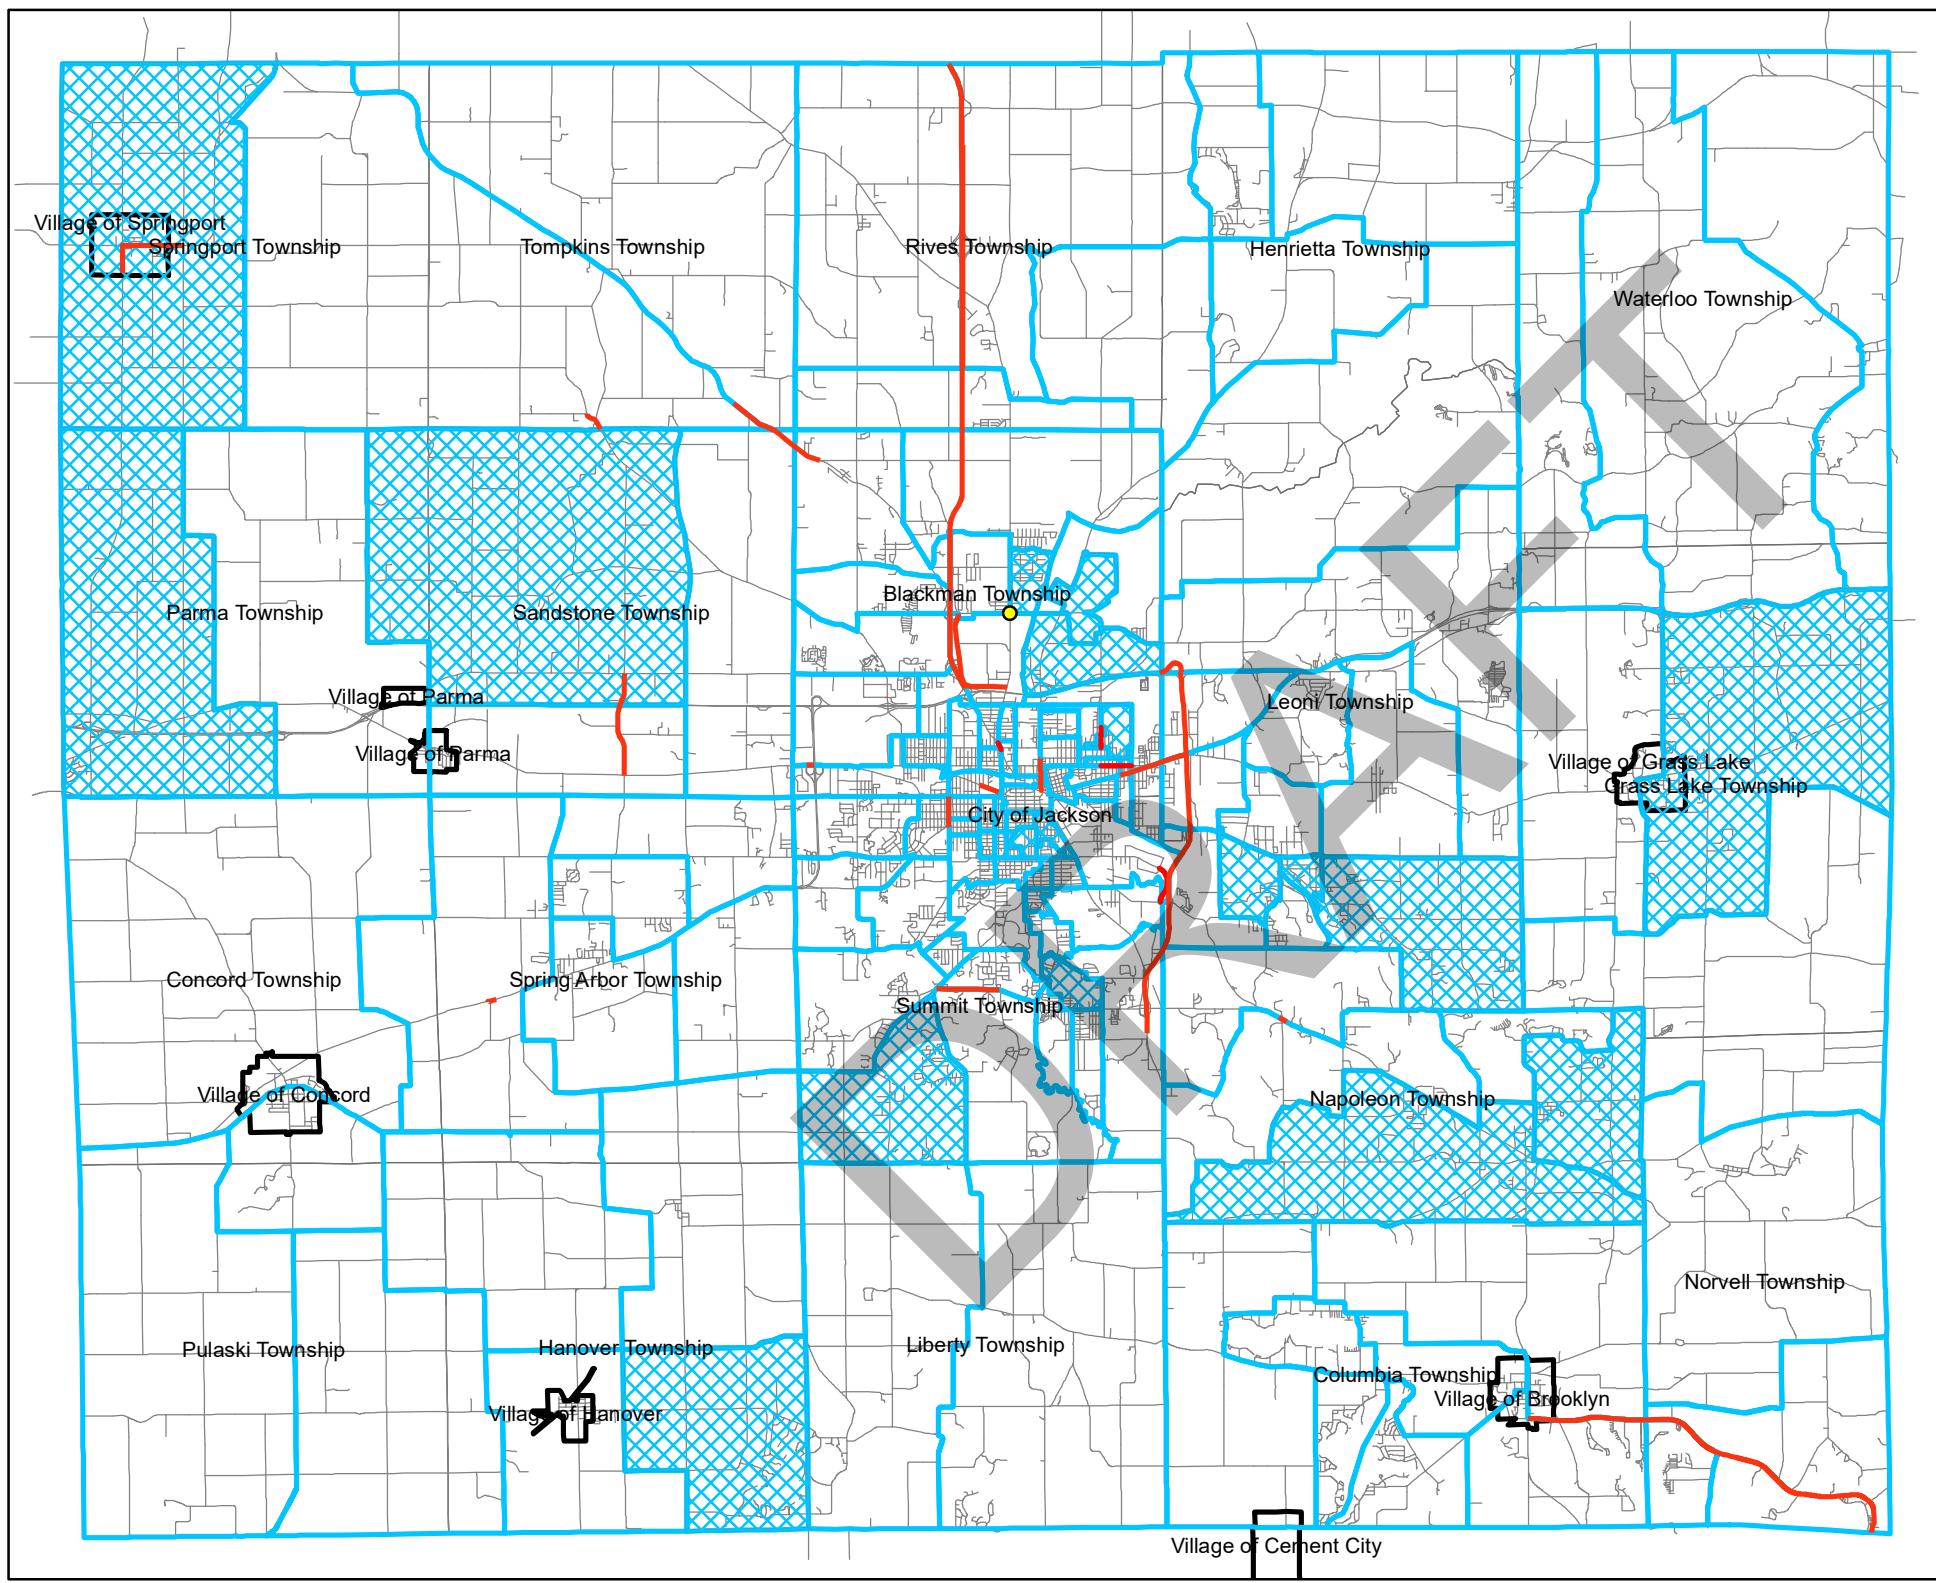 Village of Springport
Springport Township
Tompkins Township
Rives Township
Henrietta Township
Waterloo Township
Blackman Township
Parma Township
Sandstone Township
Village of Parma
Leoni Township
Village of Parma
Village of Grass Lake
Grass Lake Township
City of Jackson
Concord Township
Spring Arbor Township
Summit Township
Village of Concord
Napoleon Township
Norvell Township
Pulaski Township
Hanover Township
Liberty Township
Columbia Township
Village of Brooklyn
Village of Hanover
Village of Cement City
DRAFT